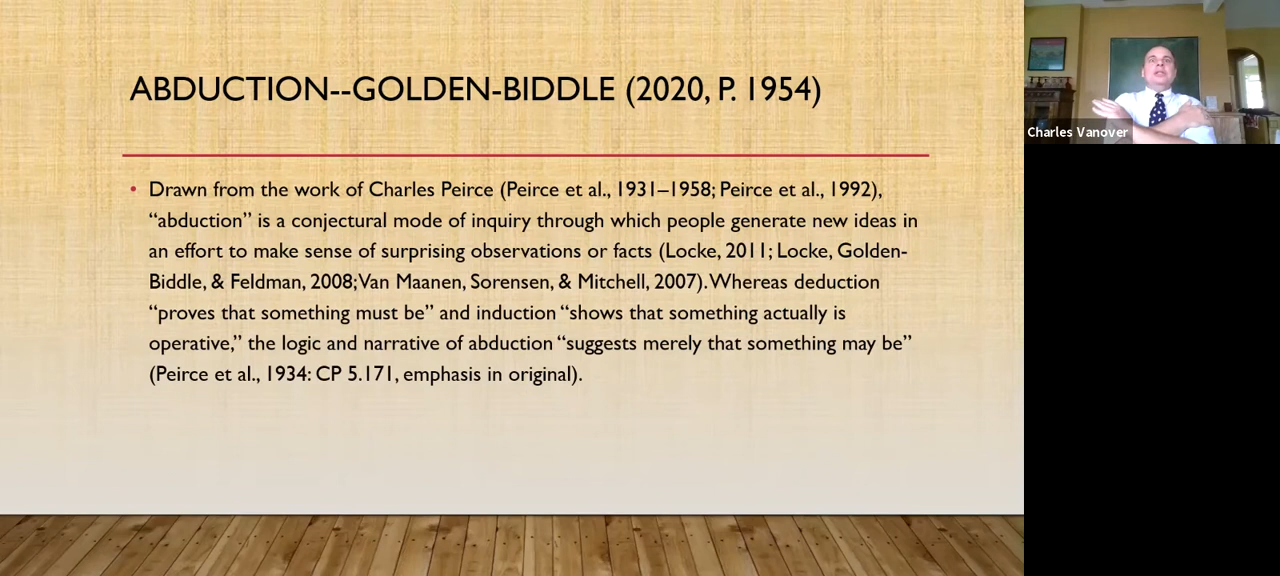 ABDUCTION--GOLDEN-BIDDLE (2020, P. 1954)
• Drawn from the work of Charles Peirce (Peirce et al., 1931–1958; Peirce et al., 1992),
“abduction” is a conjectural mode of inquiry through which people generate new ideas in
an effort to make sense of surprising observations or facts (Locke, 2011; Locke, Golden-
Biddle, & Feldman, 2008; Van Maanen, Sorensen, & Mitchell, 2007). Whereas deduction
“proves that something must be” and induction “shows that something actually is
operative,” the logic and narrative of abduction “suggests merely that something may be”
(Peirce et al., 1934: CP 5.171, emphasis in original).
Charles Vanover